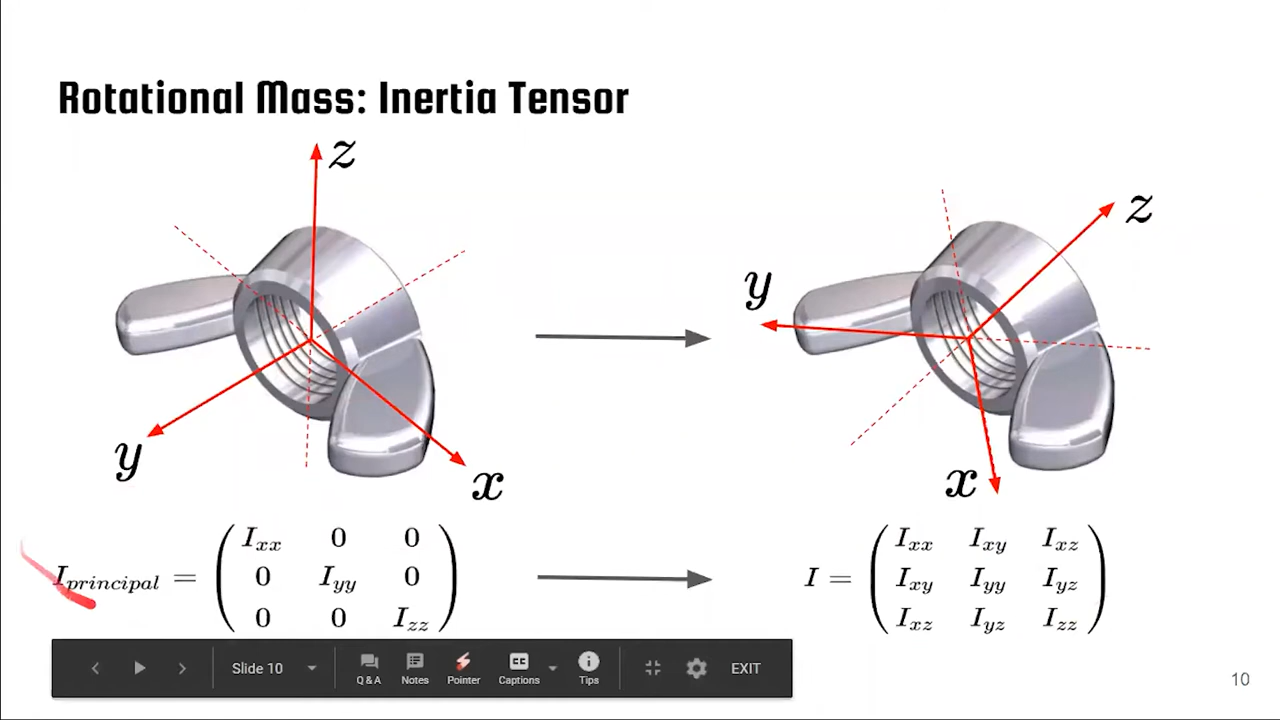 Rotational Mass: Inertia Tensor
z
y
x
z
y
x
I_principal = ( I_xx 0 0
0 I_yy 0
0 0 I_zz )
I = ( I_xx I_xy I_xz
I_xy I_yy I_yz
I_xz I_yz I_zz )
Slide 10
Q & A
Notes
Pointer
CC
Captions
Tips
EXIT
10